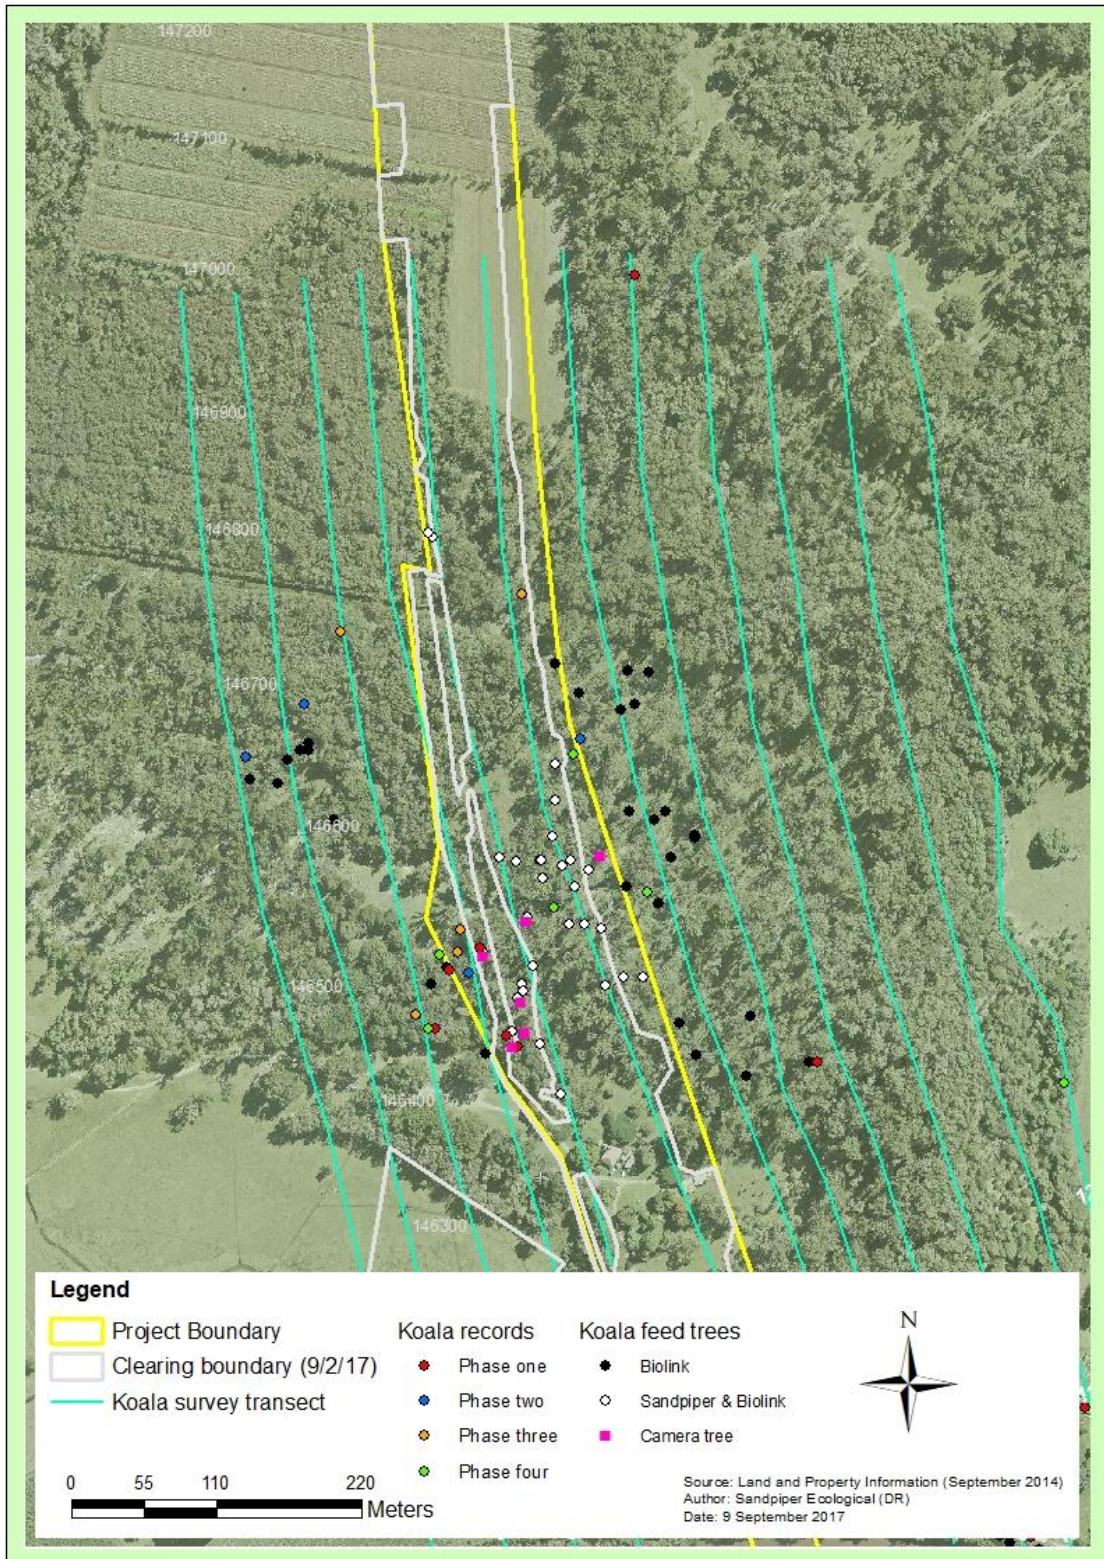 147200
147100
147000
146900
146800
146700
146600
146500
146400
146300
Legend
Project Boundary
Clearing boundary (9/2/17)
Koala survey transect
Koala records
Phase one
Phase two
Phase three
Phase four
Koala feed trees
Biolink
Sandpiper & Biolink
Camera tree
N
0 55 110 220
Meters
Source: Land and Property Information (September 2014)
Author: Sandpiper Ecological (DR)
Date: 9 September 2017